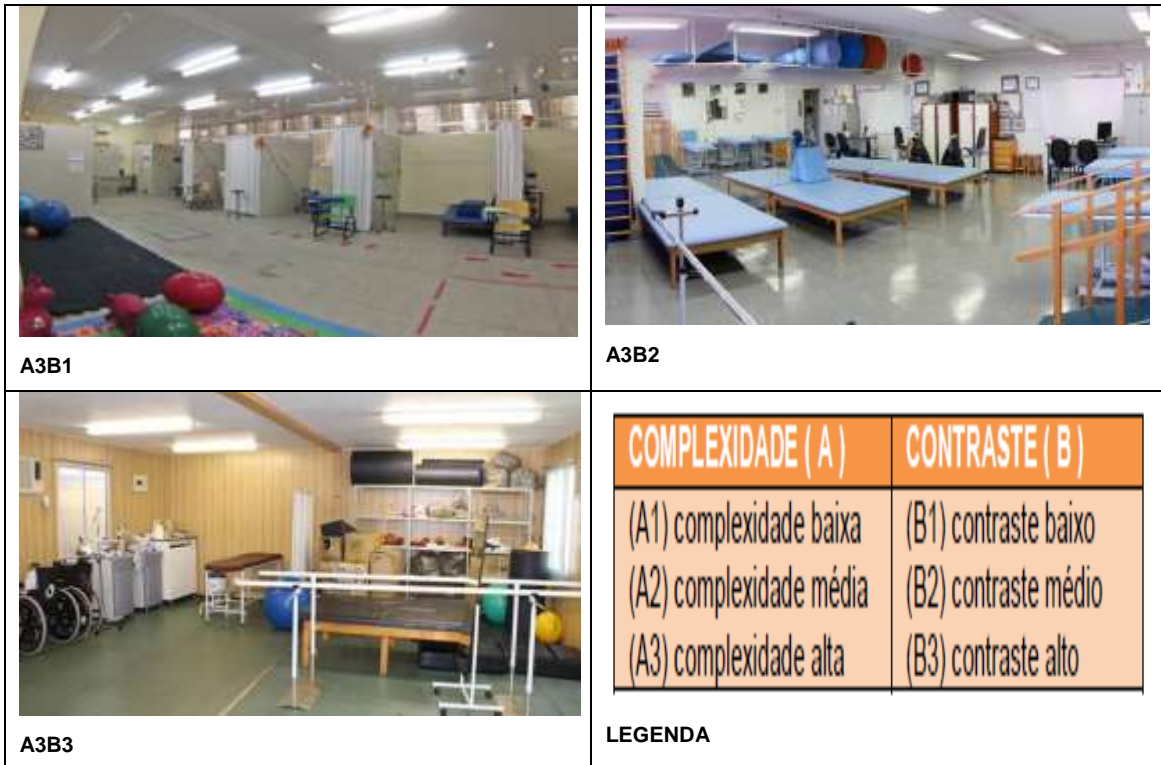 A3B1
A3B2
A3B3
COMPLEXIDADE ( A ) CONTRASTE ( B )
(A1) complexidade baixa (B1) contraste baixo
(A2) complexidade média (B2) contraste médio
(A3) complexidade alta (B3) contraste alto
LEGENDA